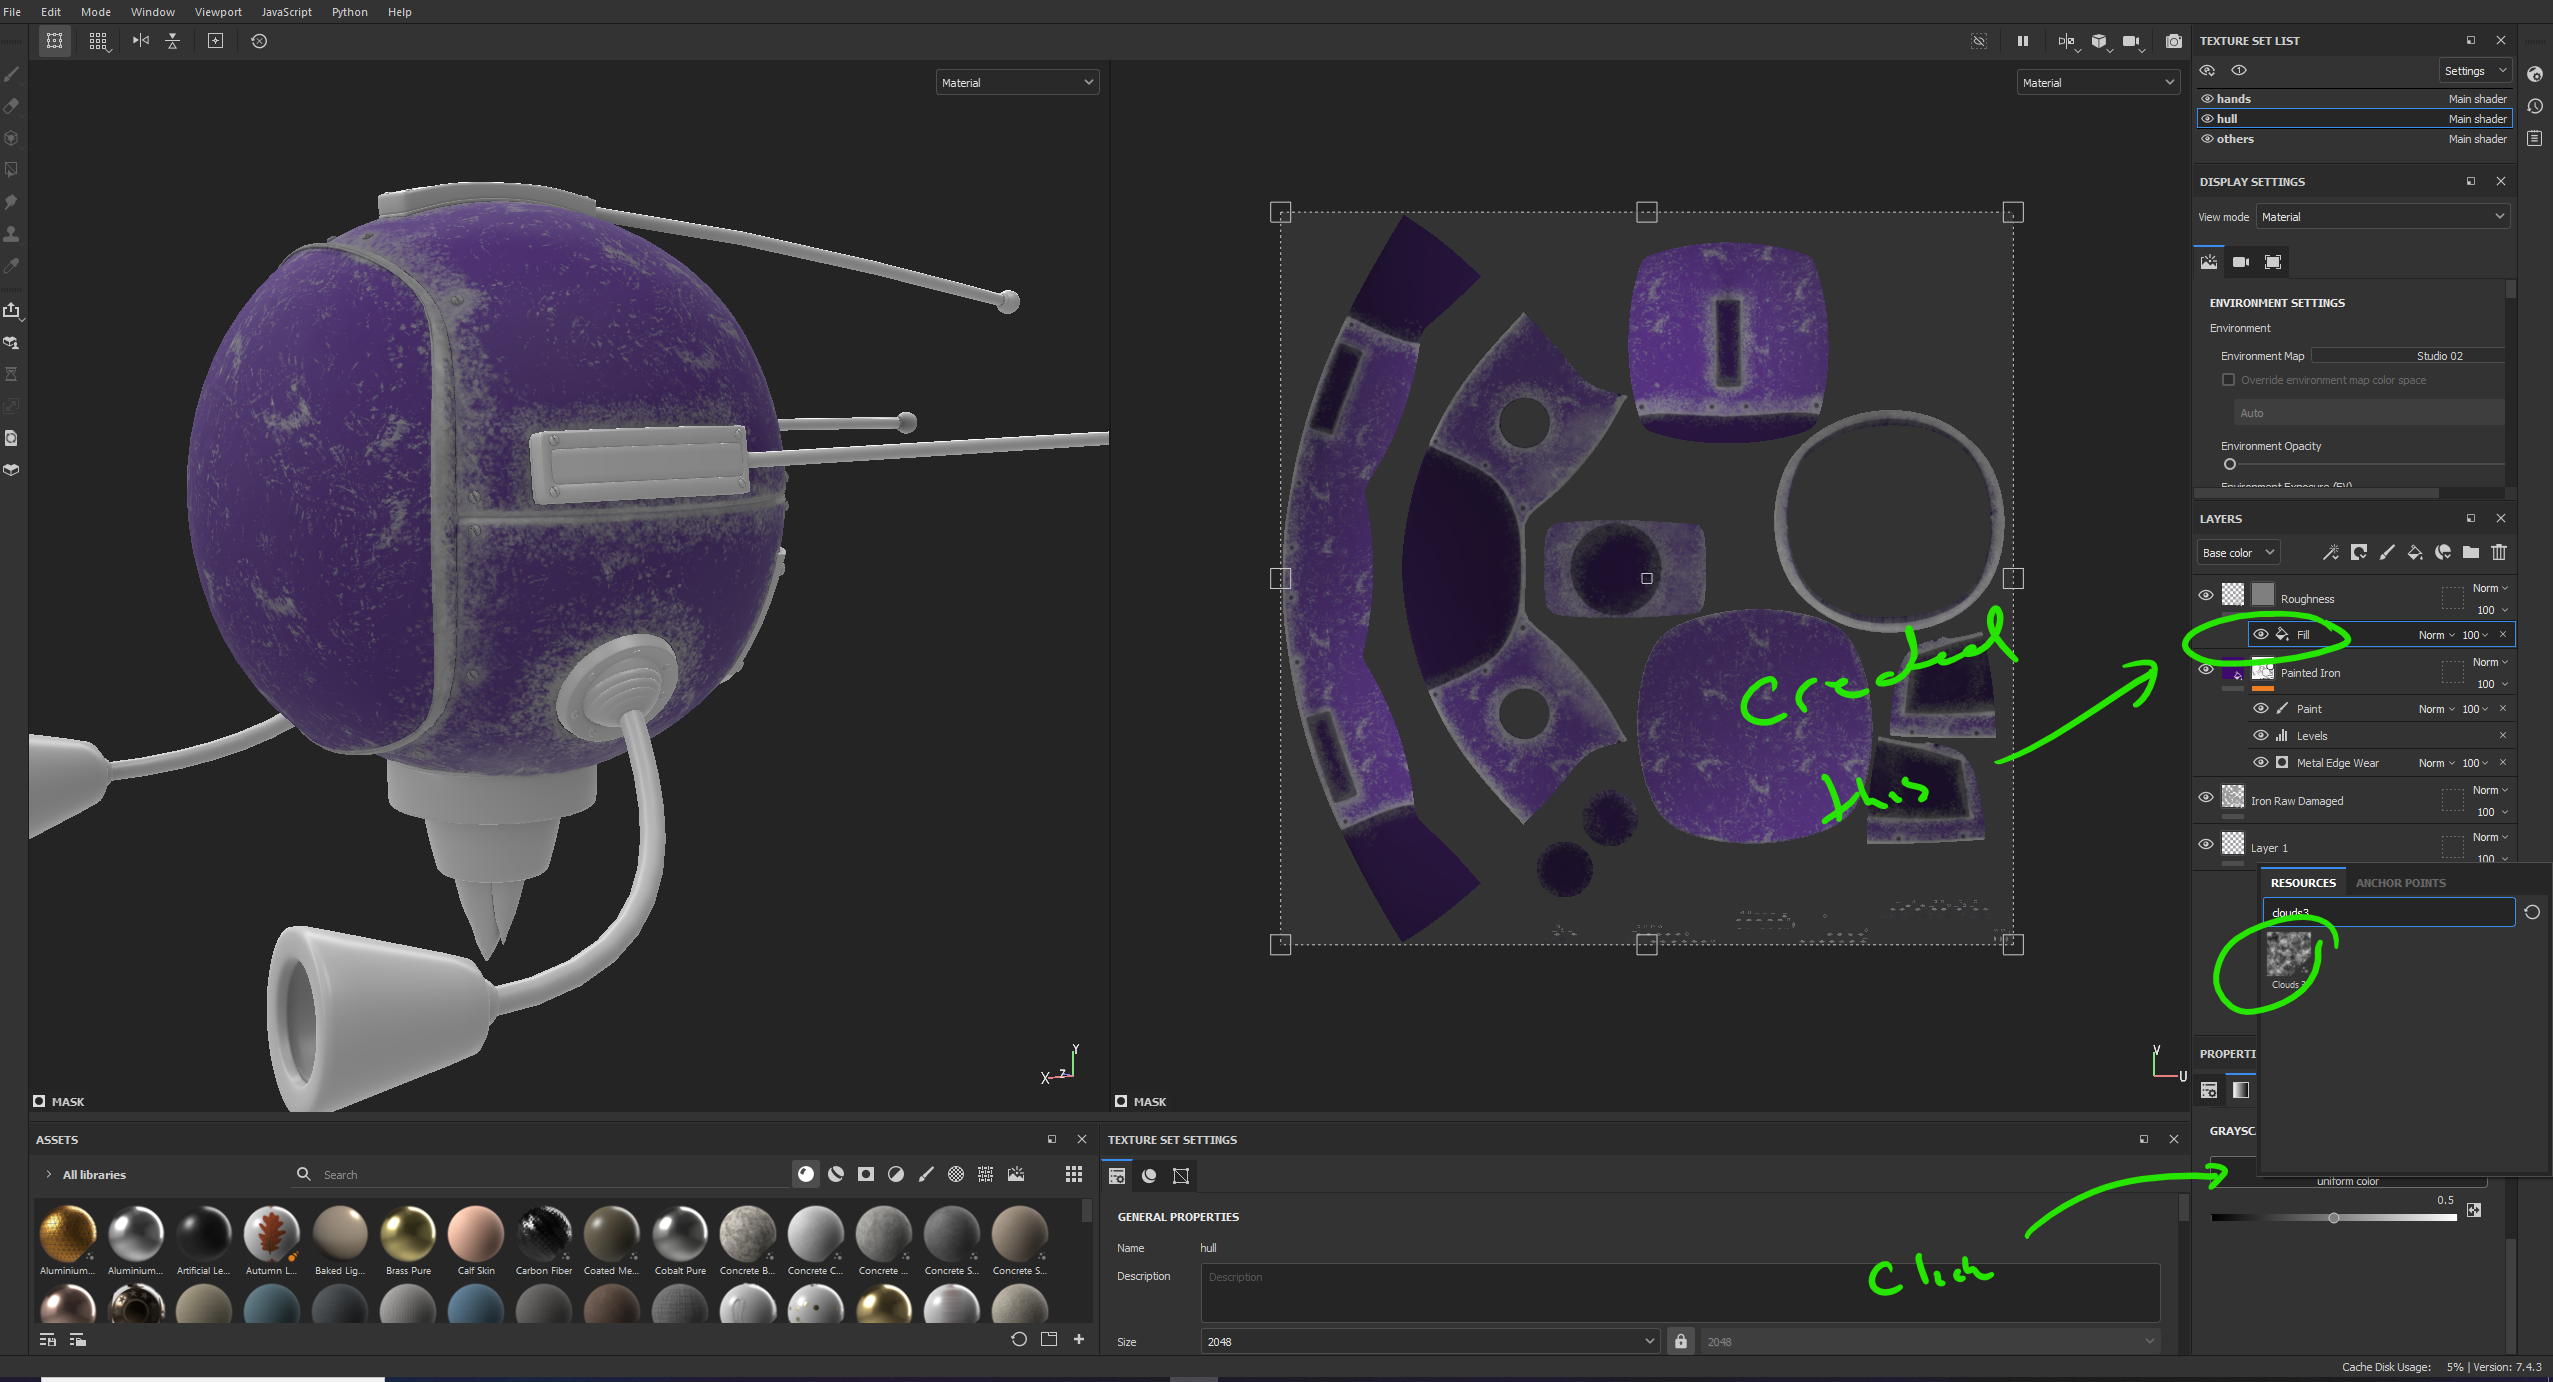 File Edit Mode Window Viewport JavaScript Python Help
Material
Material
TEXTURE SET LIST
Settings
hands Main shader
hull Main shader
others Main shader
DISPLAY SETTINGS
View mode Material
ENVIRONMENT SETTINGS
Environment
Environment Map Studio 02
Override environment map color space
Auto
Environment Opacity
Environment Exposure (EV)
LAYERS
Base color
Roughness Norm 100
Fill Norm 100
Painted Iron Norm 100
Paint Norm 100
Levels
Metal Edge Wear Norm 100
Iron Raw Damaged Norm 100
Layer 1 Norm 100
Created
this
RESOURCES ANCHOR POINTS
clouds3
Clouds 3
PROPERTI
GRAYSCA
uniform color
0.5
Click
Y
X Z
V
U
MASK
MASK
ASSETS
All libraries
Search
Aluminium... Aluminium... Artificial Le... Autumn L... Baked Lig... Brass Pure Calf Skin Carbon Fiber Coated Me... Cobalt Pure Concrete B... Concrete C... Concrete ... Concrete S... Concrete S...
TEXTURE SET SETTINGS
GENERAL PROPERTIES
Name hull
Description Description
Size 2048 2048
Cache Disk Usage: 5% | Version: 7.4.3